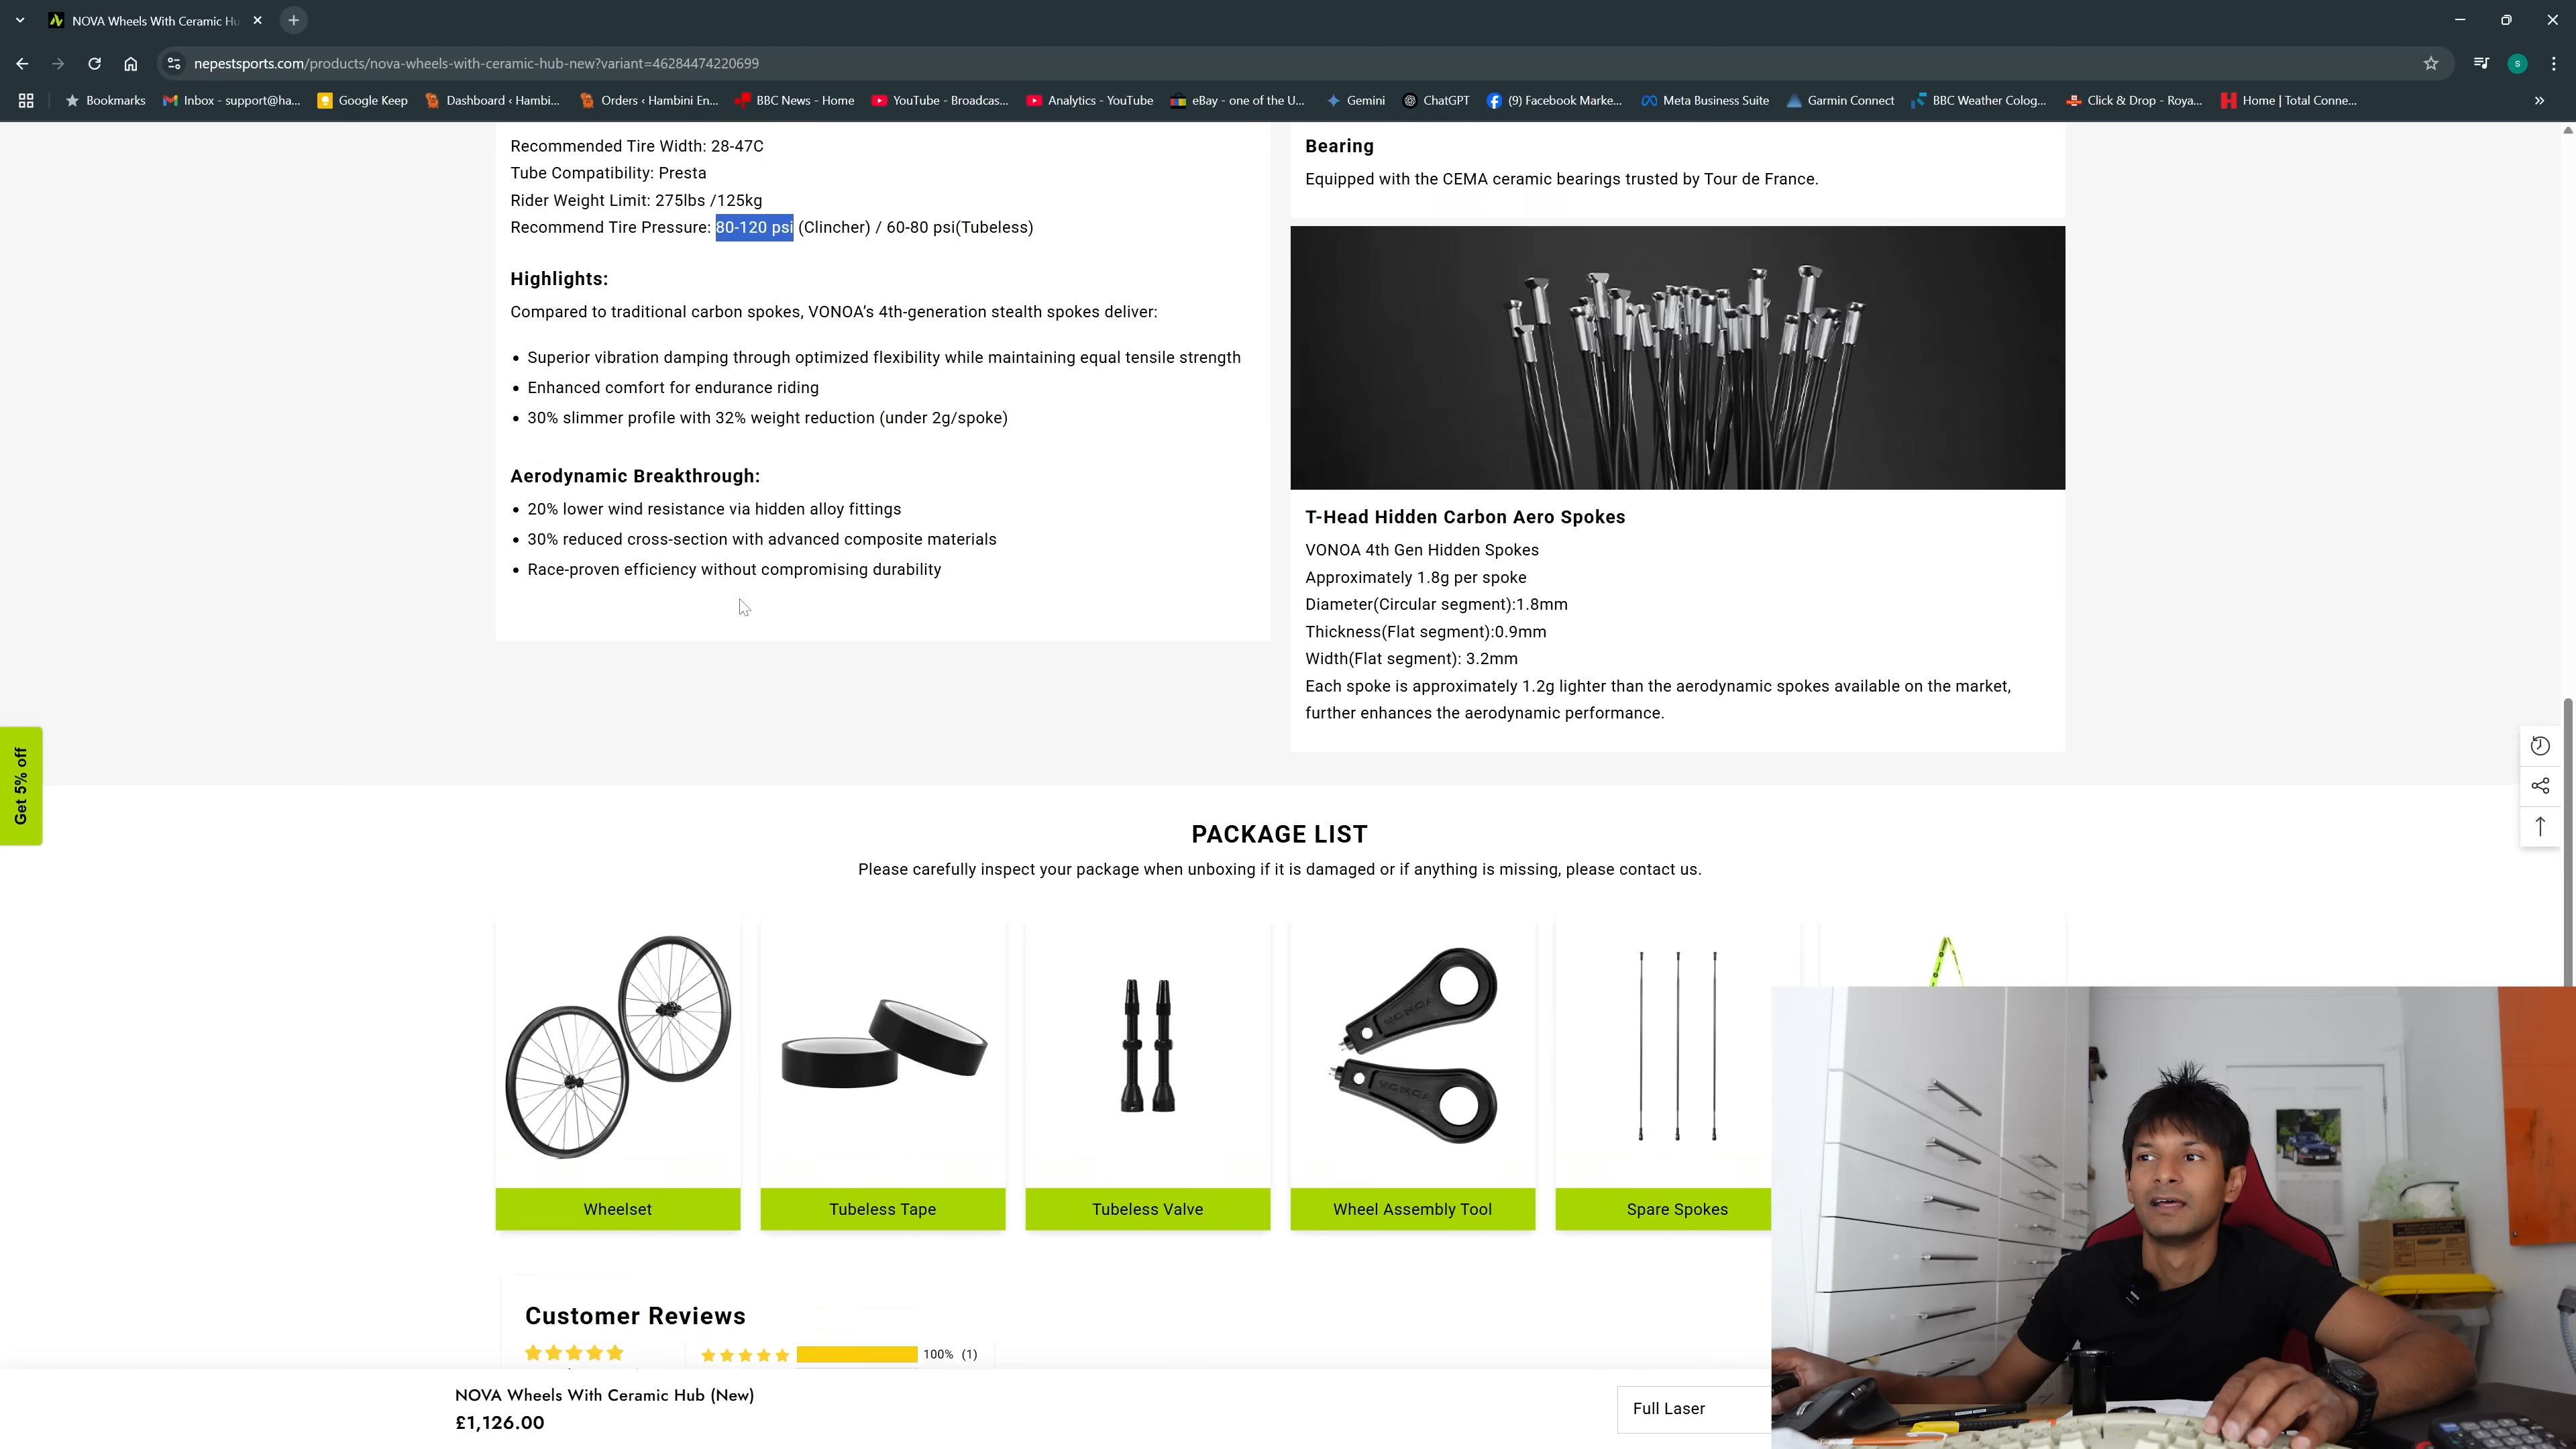 NOVA Wheels With Ceramic Hu
nepestsports.com/products/nova-wheels-with-ceramic-hub-new?variant=46284474220699
s
Bookmarks
Inbox - support@ha...
Google Keep
Dashboard ‹ Hambi...
Orders ‹ Hambini En...
BBC News - Home
YouTube - Broadcas...
Analytics - YouTube
eBay - one of the U...
Gemini
ChatGPT
(9) Facebook Marke...
Meta Business Suite
Garmin Connect
BBC Weather Colog...
Click & Drop - Roya...
Home | Total Conne...
Recommended Tire Width: 28-47C
Tube Compatibility: Presta
Rider Weight Limit: 275lbs /125kg
Recommend Tire Pressure: 80-120 psi (Clincher) / 60-80 psi(Tubeless)
Highlights:
Compared to traditional carbon spokes, VONOA’s 4th-generation stealth spokes deliver:
• Superior vibration damping through optimized flexibility while maintaining equal tensile strength
• Enhanced comfort for endurance riding
• 30% slimmer profile with 32% weight reduction (under 2g/spoke)
Aerodynamic Breakthrough:
• 20% lower wind resistance via hidden alloy fittings
• 30% reduced cross-section with advanced composite materials
• Race-proven efficiency without compromising durability
Bearing
Equipped with the CEMA ceramic bearings trusted by Tour de France.
T-Head Hidden Carbon Aero Spokes
VONOA 4th Gen Hidden Spokes
Approximately 1.8g per spoke
Diameter(Circular segment):1.8mm
Thickness(Flat segment):0.9mm
Width(Flat segment): 3.2mm
Each spoke is approximately 1.2g lighter than the aerodynamic spokes available on the market,
further enhances the aerodynamic performance.
Get 5% off
PACKAGE LIST
Please carefully inspect your package when unboxing if it is damaged or if anything is missing, please contact us.
Wheelset
Tubeless Tape
Tubeless Valve
Wheel Assembly Tool
Spare Spokes
Customer Reviews
100% (1)
NOVA Wheels With Ceramic Hub (New)
£1,126.00
Full Laser